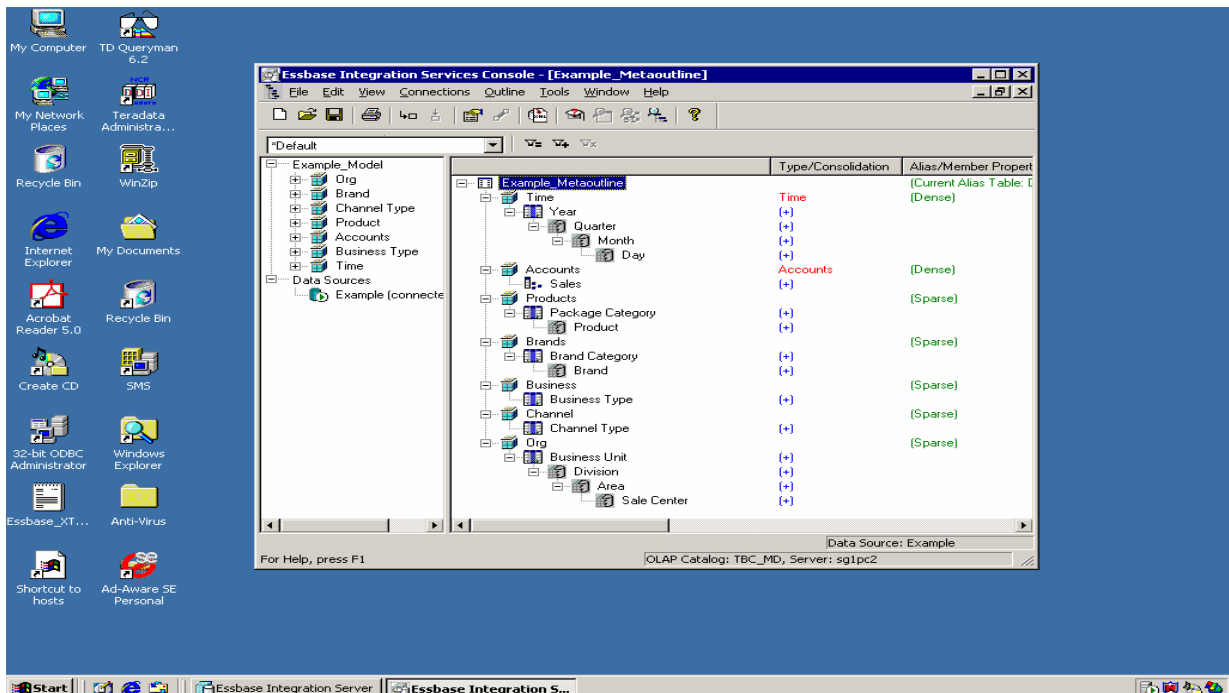 My Computer
TD Queryman 6.2
My Network Places
NCR
Teradata Administra...
Recycle Bin
WinZip
Internet Explorer
My Documents
Acrobat Reader 5.0
Recycle Bin
Create CD
SMS
32-bit ODBC Administrator
Windows Explorer
Essbase_XT...
Anti-Virus
Shortcut to hosts
Ad-Aware SE Personal
Essbase Integration Services Console - [Example_Metaoutline]
File Edit View Connections Outline Tools Window Help
*Default
Example_Model
Org
Brand
Channel Type
Product
Accounts
Business Type
Time
Data Sources
Example (connecte
Type/Consolidation Alias/Member Propert
Example_Metaoutline (Current Alias Table: D
Time Time (Dense)
Year (+)
Quarter (+)
Month (+)
Day (+)
Accounts Accounts (Dense)
Sales (+)
Products (Sparse)
Package Category (+)
Product (+)
Brands (Sparse)
Brand Category (+)
Brand (+)
Business (Sparse)
Business Type (+)
Channel (Sparse)
Channel Type (+)
Org (Sparse)
Business Unit (+)
Division (+)
Area (+)
Sale Center (+)
Data Source: Example
For Help, press F1 OLAP Catalog: TBC_MD, Server: sg1pc2
Start Essbase Integration Server Essbase Integration S...